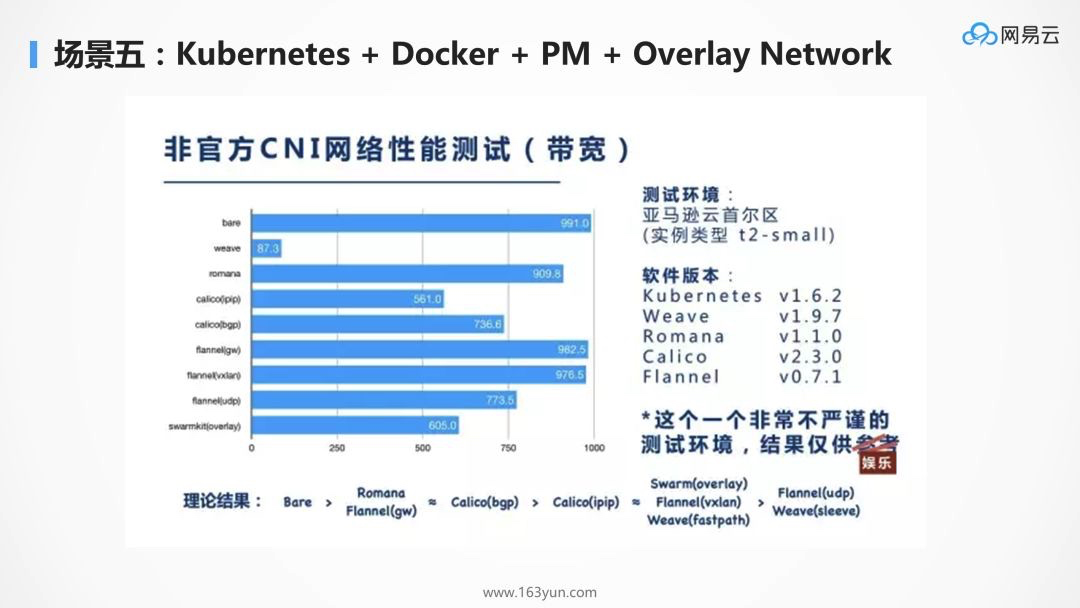 场景五：Kubernetes + Docker + PM + Overlay Network
网易云
非官方CNI网络性能测试（带宽）
bare 991.0
weave 87.3
romana 909.8
calico(ipip) 561.0
calico(bgp) 736.6
flannel(gw) 982.5
flannel(vxlan) 976.5
flannel(udp) 773.5
swarmkit(overlay) 605.0
0 250 500 750 1000
测试环境：
亚马逊云首尔区
(实例类型 t2-small)
软件版本：
Kubernetes v1.6.2
Weave v1.9.7
Romana v1.1.0
Calico v2.3.0
Flannel v0.7.1
*这个一个非常不严谨的
测试环境，结果仅供参考
娱乐
理论结果： Bare > Romana Flannel(gw) ≈ Calico(bgp) > Calico(ipip) ≈ Swarm(overlay) Flannel(vxlan) Weave(fastpath) > Flannel(udp) Weave(sleeve)
www.163yun.com